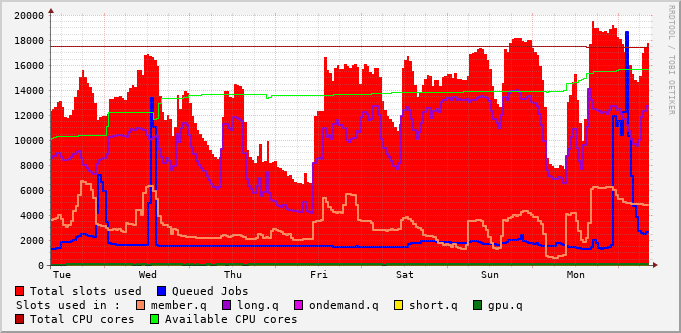 20000
18000
16000
14000
12000
10000
8000
6000
4000
2000
0
Tue Wed Thu Fri Sat Sun Mon
RRDTOOL / TOBI OETIKER
Total slots used Queued Jobs
Slots used in : member.q long.q ondemand.q short.q gpu.q
Total CPU cores Available CPU cores